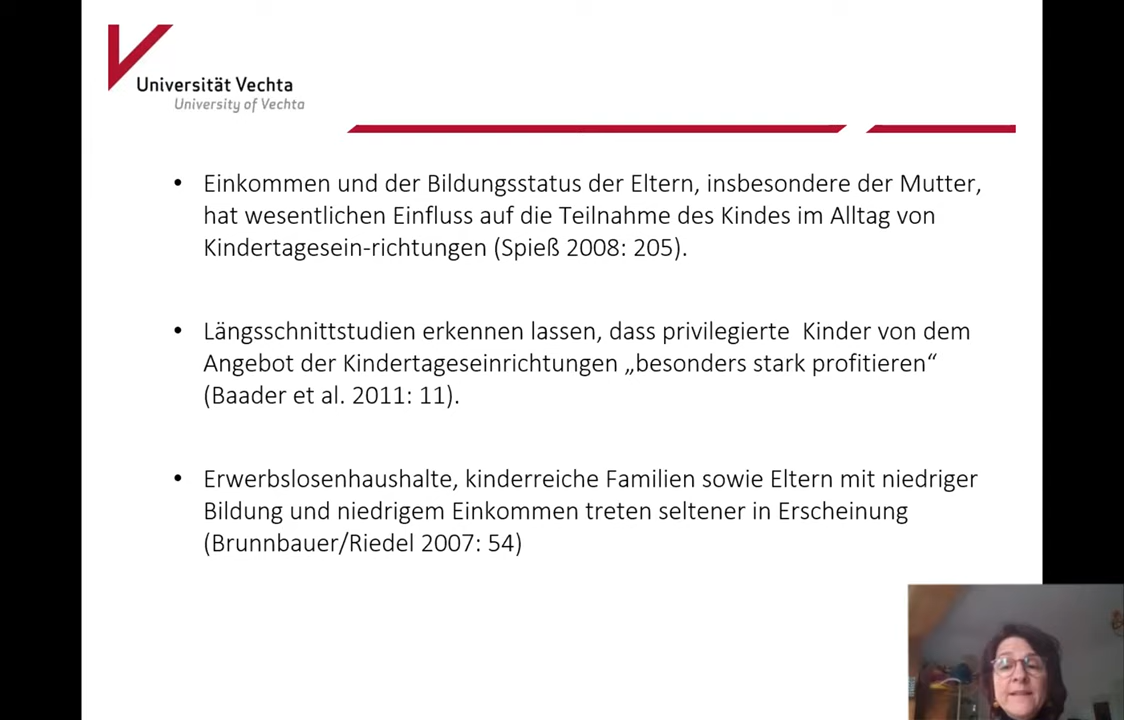 Universität Vechta
University of Vechta
• Einkommen und der Bildungsstatus der Eltern, insbesondere der Mutter,
hat wesentlichen Einfluss auf die Teilnahme des Kindes im Alltag von
Kindertagesein-richtungen (Spieß 2008: 205).
• Längsschnittstudien erkennen lassen, dass privilegierte  Kinder von dem
Angebot der Kindertageseinrichtungen „besonders stark profitieren“
(Baader et al. 2011: 11).
• Erwerbslosenhaushalte, kinderreiche Familien sowie Eltern mit niedriger
Bildung und niedrigem Einkommen treten seltener in Erscheinung
(Brunnbauer/Riedel 2007: 54)